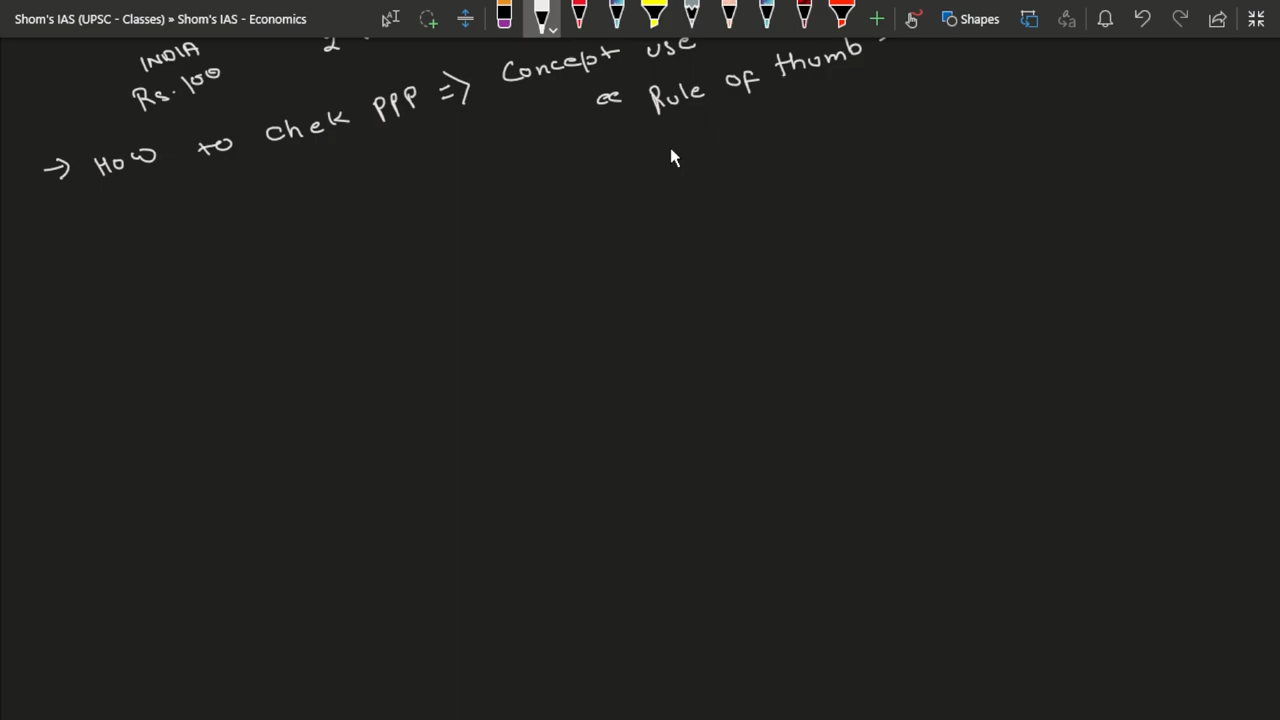 Shom's IAS (UPSC - Classes) » Shom's IAS - Economics
Shapes
INDIA
Rs. 100
2
→ How to Chek PPP => Concept use
∝ Rule of thumb